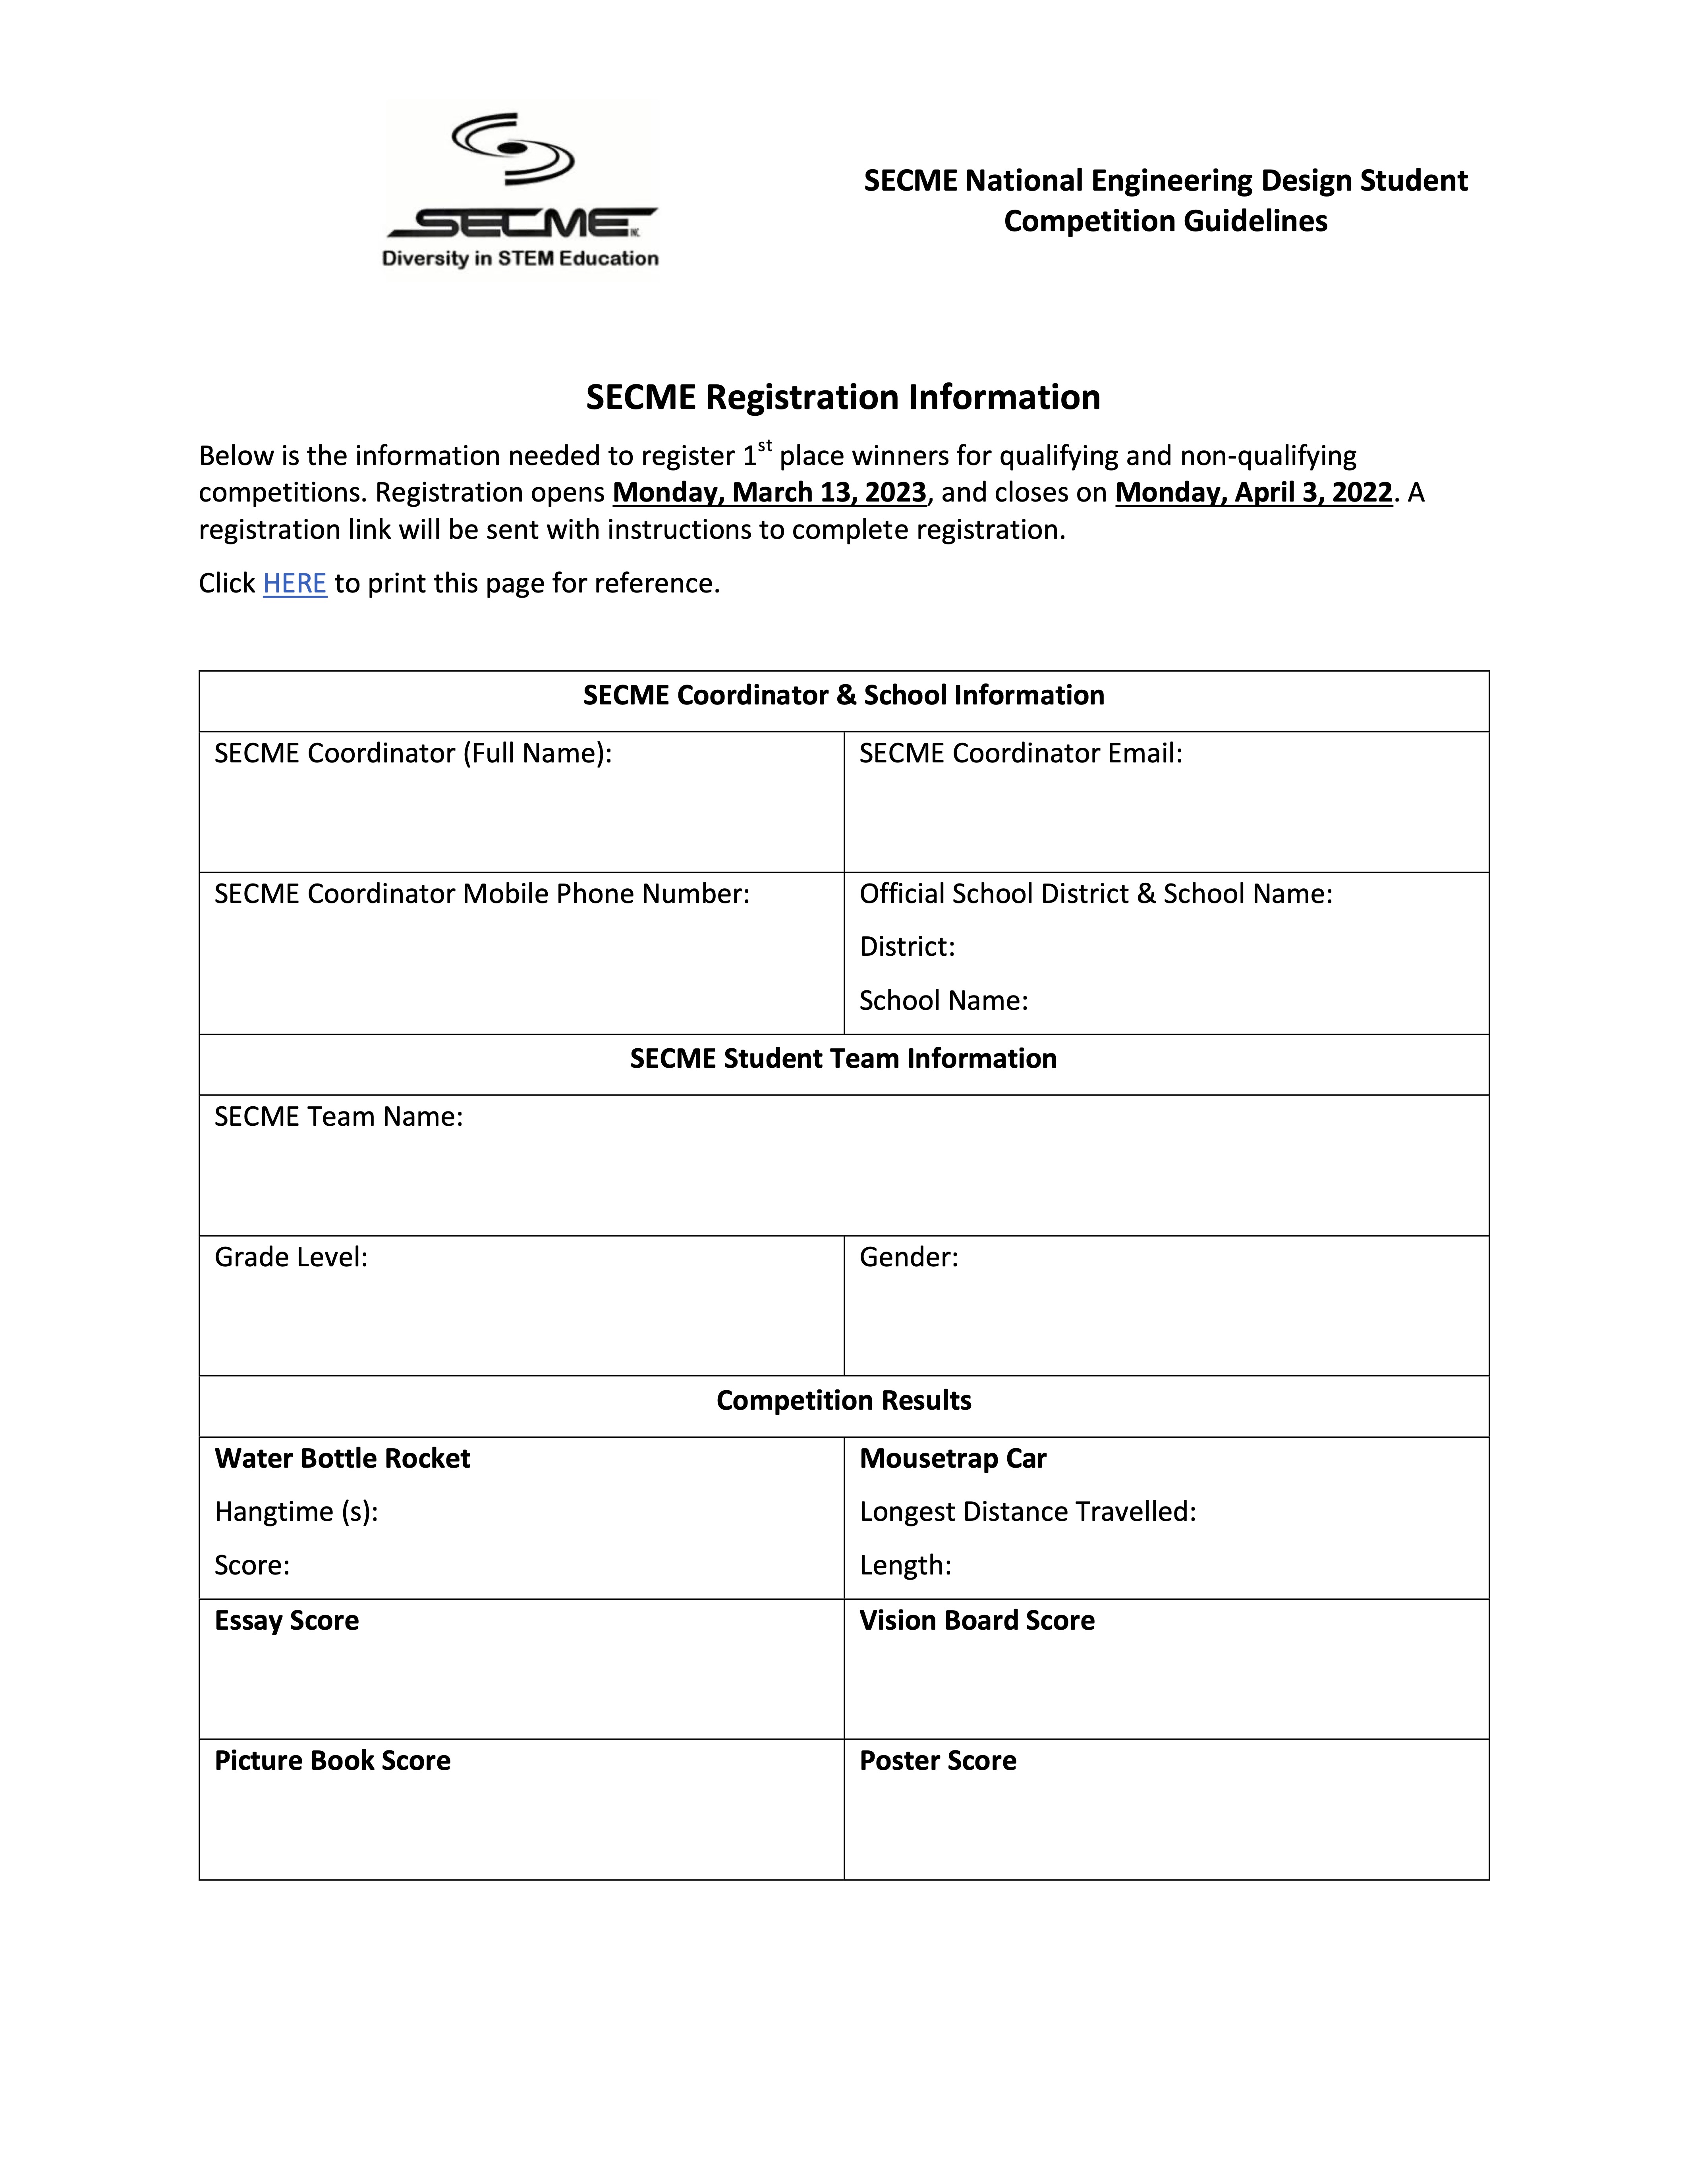 SECME INC.
Diversity in STEM Education
SECME National Engineering Design Student
Competition Guidelines
SECME Registration Information
Below is the information needed to register 1st place winners for qualifying and non-qualifying
competitions. Registration opens Monday, March 13, 2023, and closes on Monday, April 3, 2022. A
registration link will be sent with instructions to complete registration.
Click HERE to print this page for reference.
SECME Coordinator & School Information
SECME Coordinator (Full Name):
SECME Coordinator Email:
SECME Coordinator Mobile Phone Number:
Official School District & School Name:
District:
School Name:
SECME Student Team Information
SECME Team Name:
Grade Level:
Gender:
Competition Results
Water Bottle Rocket
Hangtime (s):
Score:
Mousetrap Car
Longest Distance Travelled:
Length:
Essay Score
Vision Board Score
Picture Book Score
Poster Score